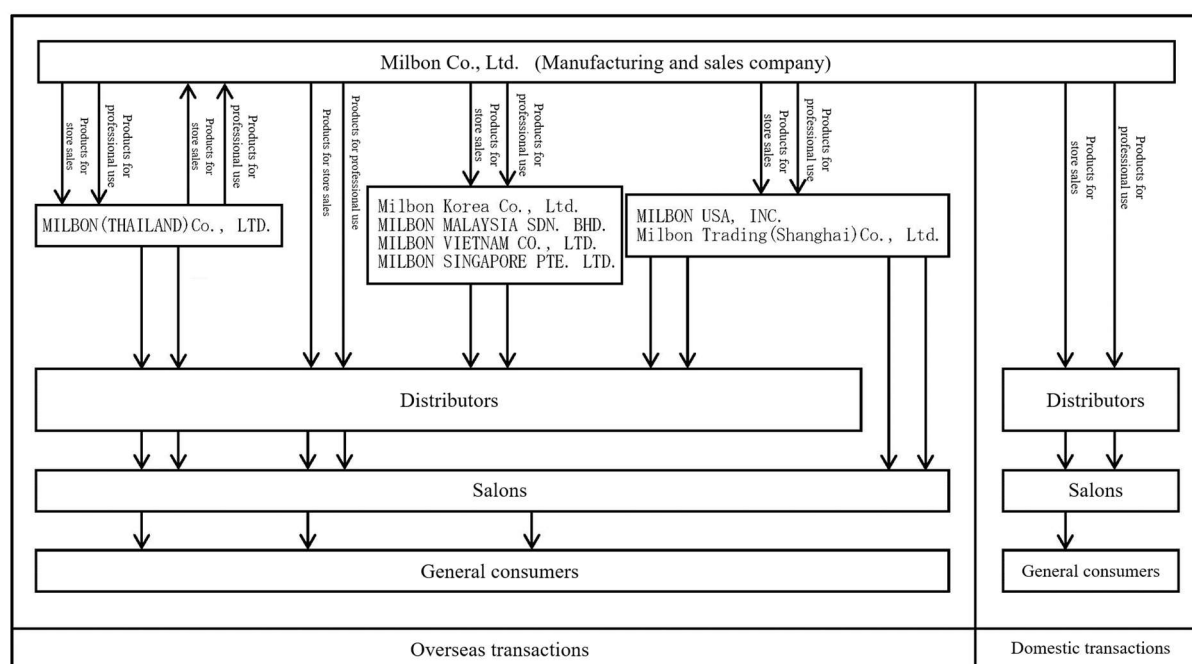 Milbon Co., Ltd. (Manufacturing and sales company)
Products for
store sales
Products for
professional use
Products for
store sales
Products for
professional use
Products for store sales
Products for professional use
Products for
store sales
Products for
professional use
Products for
store sales
Products for
professional use
Products for
store sales
Products for
professional use
MILBON(THAILAND)Co., LTD.
Milbon Korea Co., Ltd.
MILBON MALAYSIA SDN. BHD.
MILBON VIETNAM CO., LTD.
MILBON SINGAPORE PTE. LTD.
MILBON USA, INC.
Milbon Trading(Shanghai)Co., Ltd.
Distributors
Distributors
Salons
Salons
General consumers
General consumers
Overseas transactions
Domestic transactions